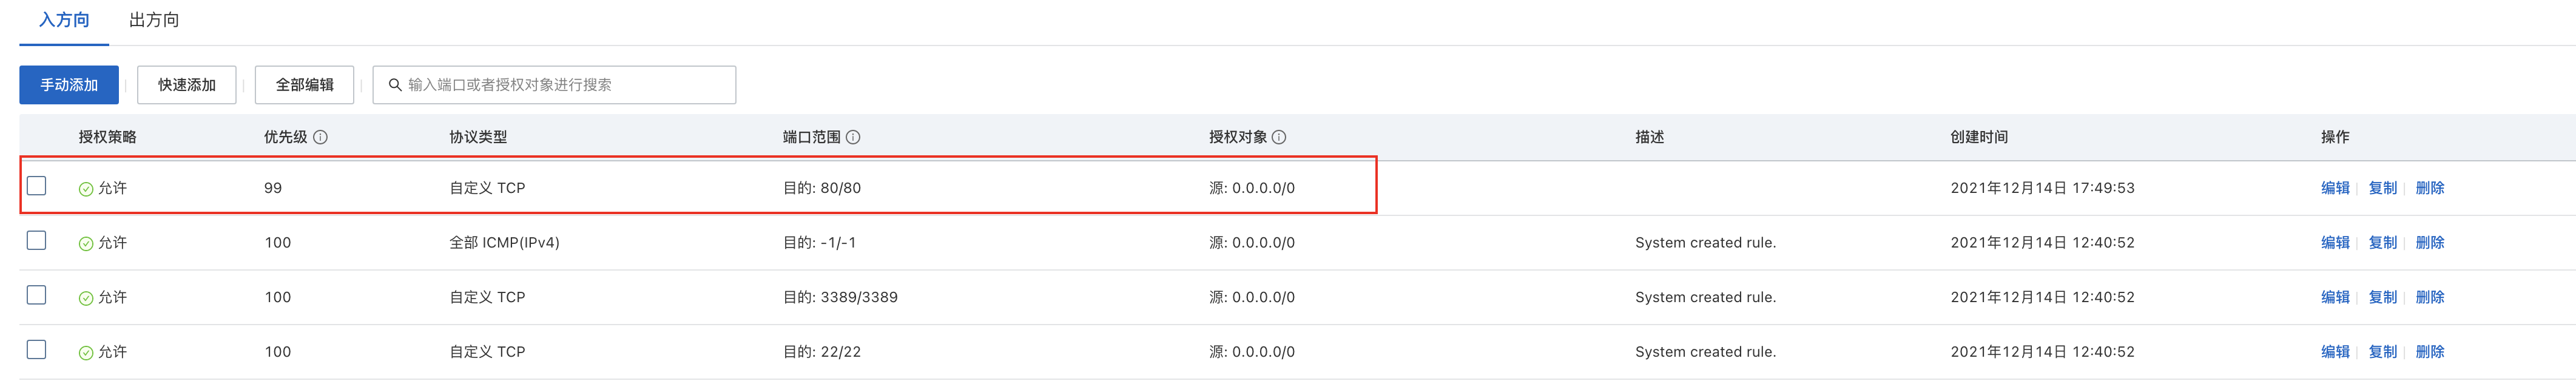 入方向 出方向
手动添加 快速添加 全部编辑 输入端口或者授权对象进行搜索
授权策略 优先级 协议类型 端口范围 授权对象 描述 创建时间 操作
允许 99 自定义 TCP 目的: 80/80 源: 0.0.0.0/0 2021年12月14日 17:49:53 编辑 复制 删除
允许 100 全部 ICMP(IPv4) 目的: -1/-1 源: 0.0.0.0/0 System created rule. 2021年12月14日 12:40:52 编辑 复制 删除
允许 100 自定义 TCP 目的: 3389/3389 源: 0.0.0.0/0 System created rule. 2021年12月14日 12:40:52 编辑 复制 删除
允许 100 自定义 TCP 目的: 22/22 源: 0.0.0.0/0 System created rule. 2021年12月14日 12:40:52 编辑 复制 删除